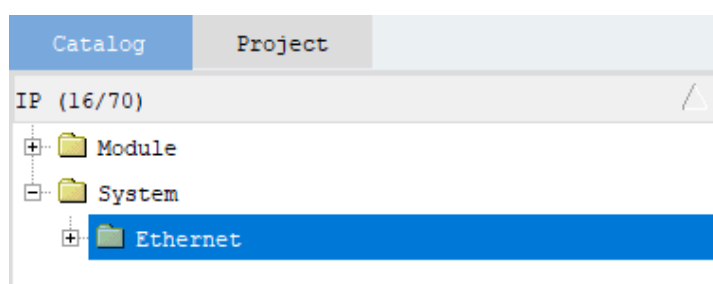 Catalog Project
IP (16/70)
Module
System
Ethernet